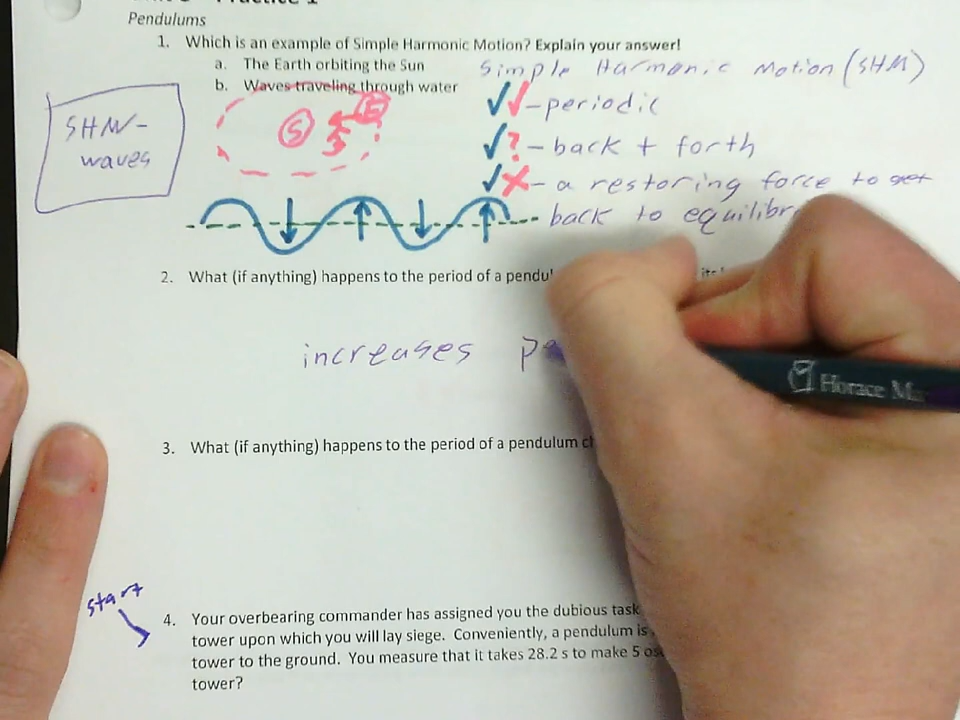 Pendulums
1. Which is an example of Simple Harmonic Motion? Explain your answer!
a. The Earth orbiting the Sun
b. Waves traveling through water
Simple Harmonic Motion (SHM)
✓✓ - periodic
✓? - back + forth
✓✗ - a restoring force to get
back to equilibr
SHM -
waves
S
E
2. What (if anything) happens to the period of a pendul
increases
3. What (if anything) happens to the period of a pendulum
start
4. Your overbearing commander has assigned you the dubious task
tower upon which you will lay siege. Conveniently, a pendulum is
tower to the ground. You measure that it takes 28.2 s to make 5
tower?
Horace